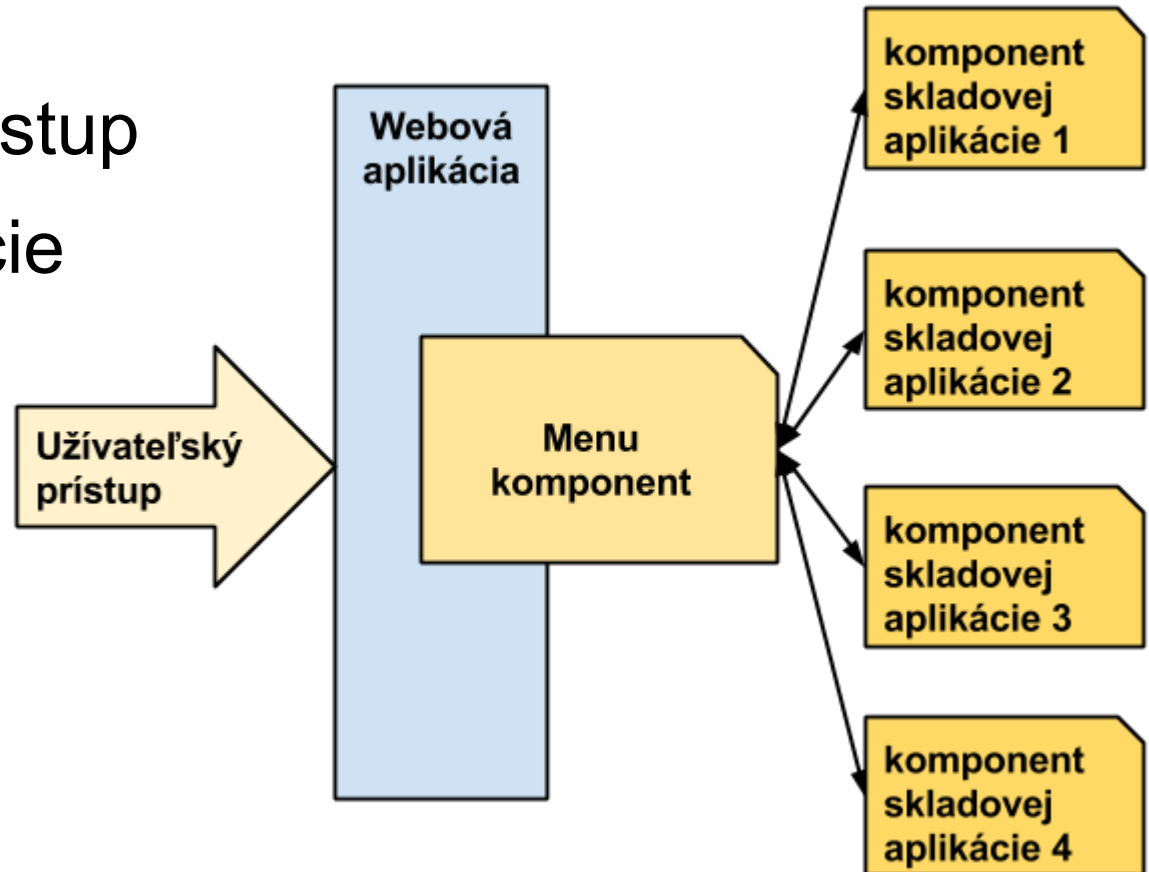 stup
cie
Webová
aplikácia
Užívateľský
prístup
Menu
komponent
komponent
skladovej
aplikácie 1
komponent
skladovej
aplikácie 2
komponent
skladovej
aplikácie 3
komponent
skladovej
aplikácie 4